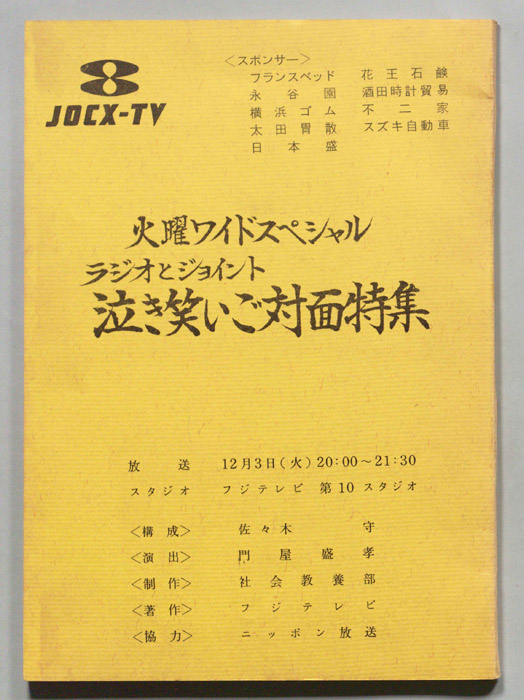 JOCX-TV
<スポンサー>
フランスベッド 花王石鹸
永谷園 酒田時計貿易
横浜ゴム 不二家
太田胃散 スズキ自動車
日本盛
火曜ワイドスペシャル
ラジオとジョイント
泣き笑いご対面特集
放送 12月3日(火)20:00～21:30
スタジオ フジテレビ 第10スタジオ
<構成> 佐々木 守
<演出> 門屋盛孝
<制作> 社会教養部
<著作> フジテレビ
<協力> ニッポン放送